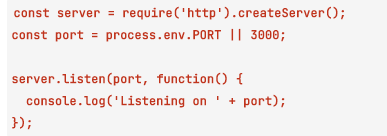 const server = require('http').createServer();
const port = process.env.PORT || 3000;

server.listen(port, function() {
  console.log('Listening on ' + port);
});